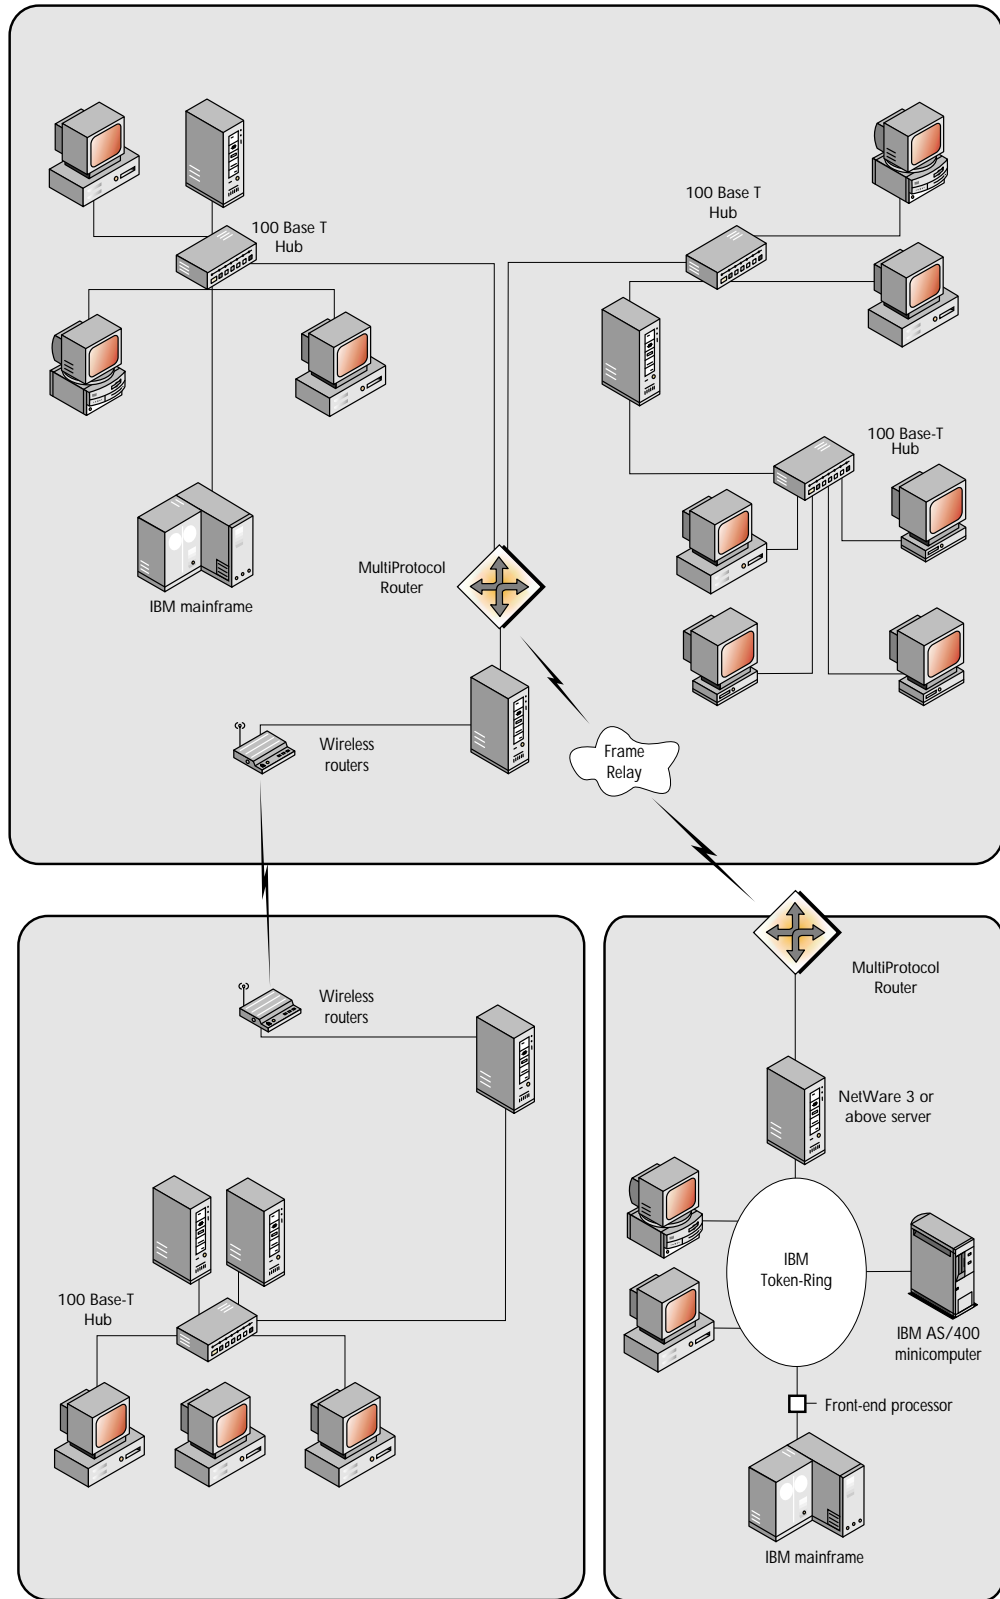 100 Base T
Hub
100 Base T
Hub
100 Base-T
Hub
IBM mainframe
MultiProtocol
Router
Wireless
routers
Frame
Relay
MultiProtocol
Router
Wireless
routers
NetWare 3 or
above server
100 Base-T
Hub
IBM
Token-Ring
IBM AS/400
minicomputer
Front-end processor
IBM mainframe